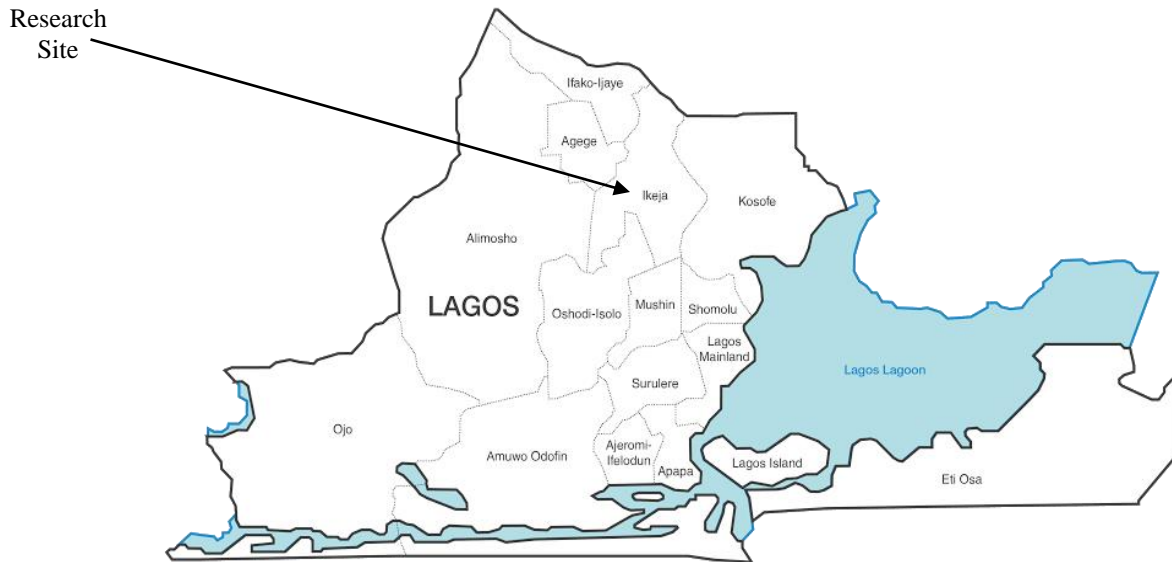 Research
Site
Ifako-Ijaye
Agege
Ikeja
Kosofe
Alimosho
LAGOS
Oshodi-Isolo
Mushin
Shomolu
Lagos
Mainland
Lagos Lagoon
Surulere
Ojo
Amuwo Odofin
Ajeromi-
Ifelodun
Apapa
Lagos Island
Eti Osa